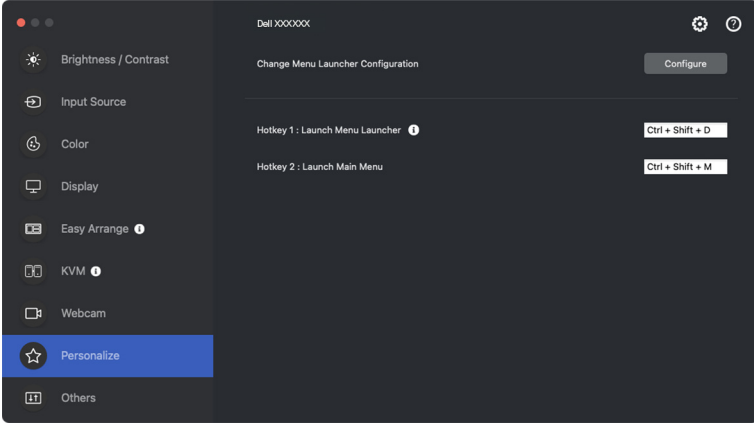 Dell XXXXXX
Brightness / Contrast
Input Source
Color
Display
Easy Arrange
KVM
Webcam
Personalize
Others
Change Menu Launcher Configuration
Configure
Hotkey 1 : Launch Menu Launcher
Ctrl + Shift + D
Hotkey 2 : Launch Main Menu
Ctrl + Shift + M